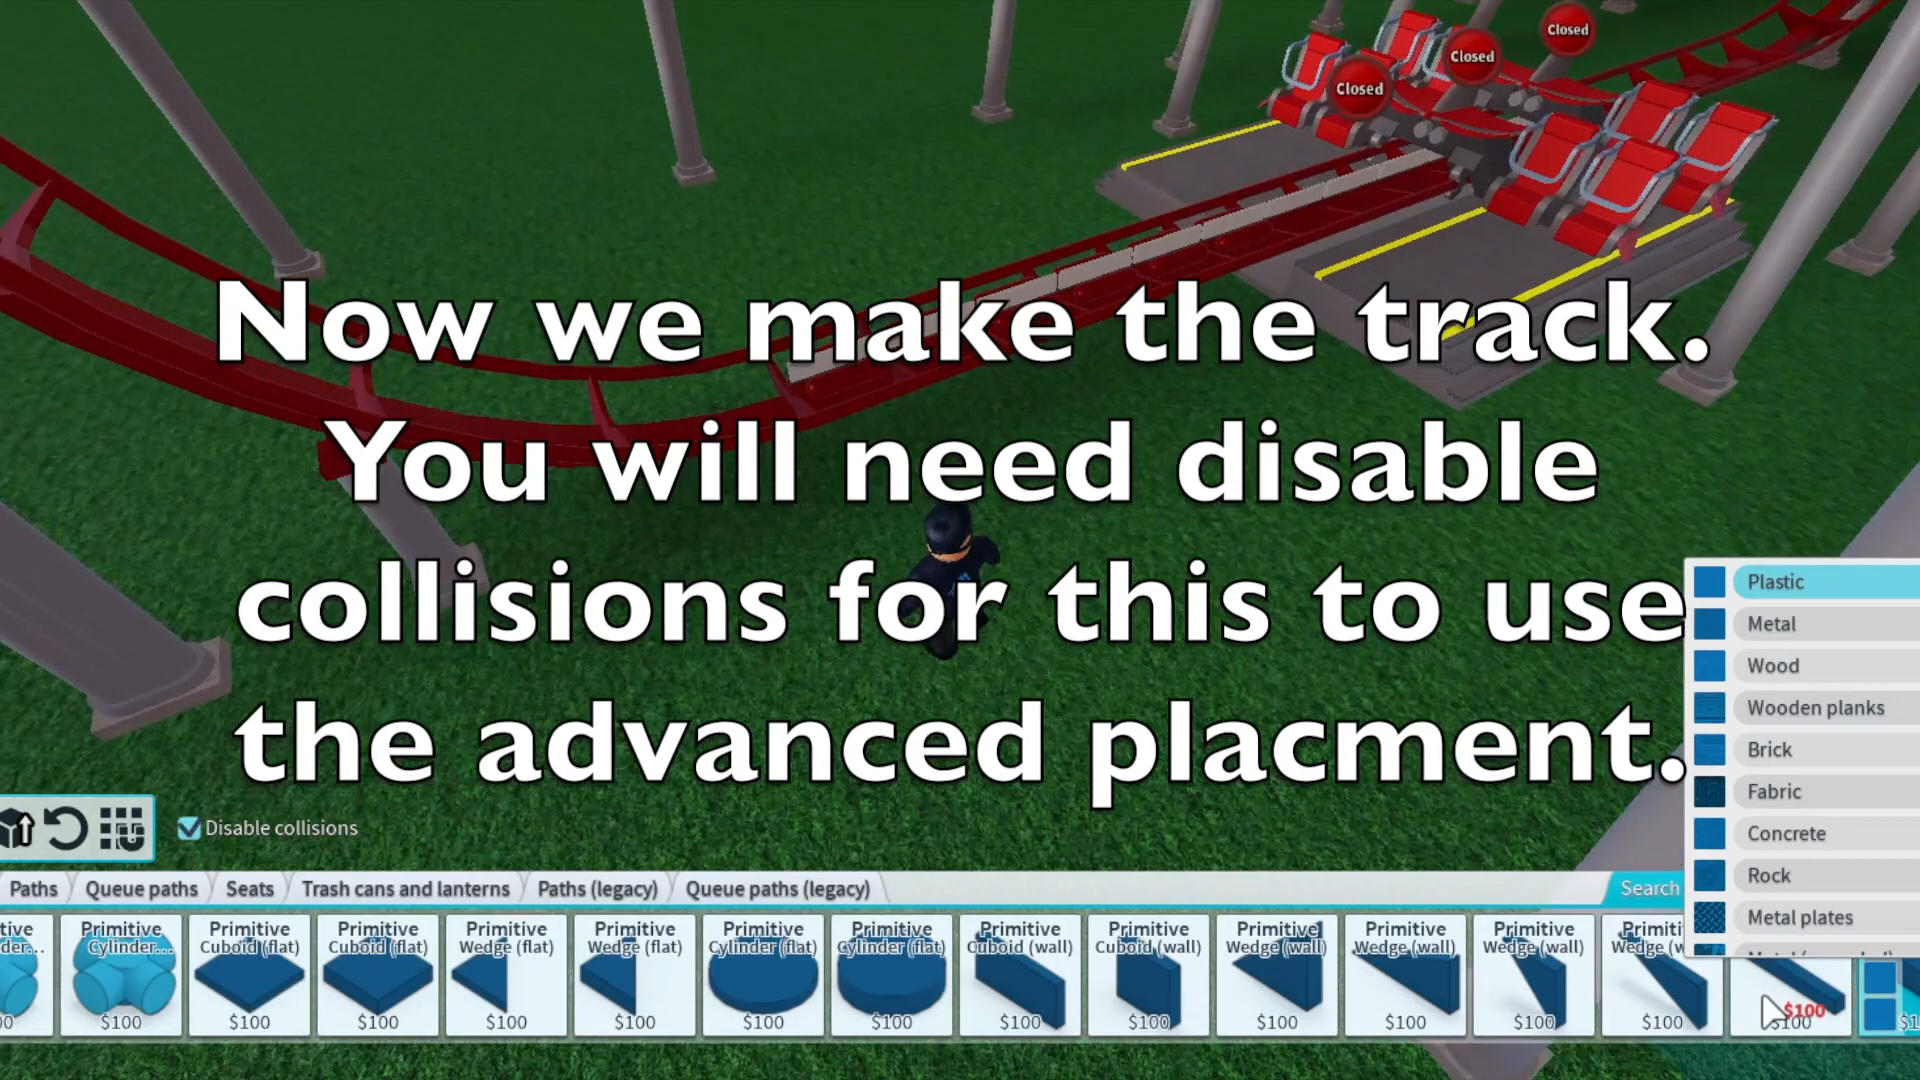 Closed
Closed
Closed
Now we make the track.
You will need disable
collisions for this to use
the advanced placment.
Plastic
Metal
Wood
Wooden planks
Brick
Fabric
Concrete
Rock
Metal plates
Disable collisions
Paths Queue paths Seats Trash cans and lanterns Paths (legacy) Queue paths (legacy) Search
Primitive Primitive Primitive Primitive Primitive Primitive Primitive Primitive Primitive Primitive Primitive Primitive
Cylinder... Cuboid (flat) Cuboid (flat) Wedge (flat) Wedge (flat) Cylinder (flat) Cylinder (flat) Cuboid (wall) Cuboid (wall) Wedge (wall) Wedge (wall) Wedge (wall)
$100 $100 $100 $100 $100 $100 $100 $100 $100 $100 $100 $100 $100 $100
$100